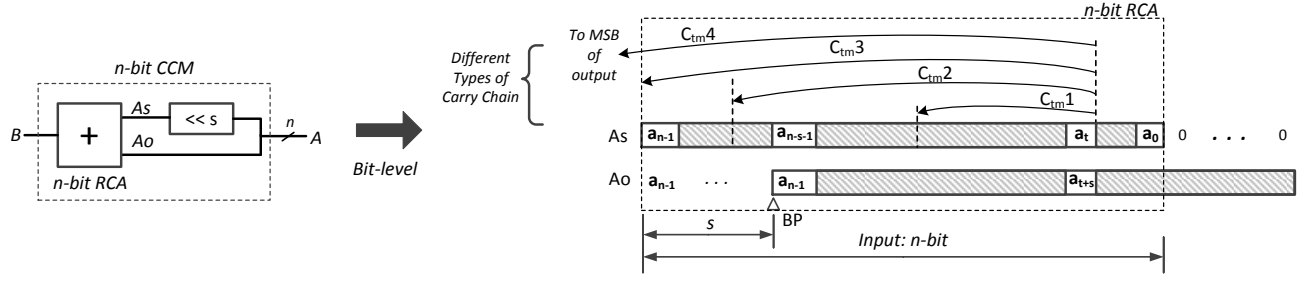 n-bit CCM
As
<< s
B
+
Ao
n
A
n-bit RCA
Bit-level
Different
Types of
Carry Chain
To MSB
of
output
n-bit RCA
Ctm4
Ctm3
Ctm2
Ctm1
As
an-1
an-s-1
at
a0
0 . . . 0
Ao
an-1 . . . an-1
at+s
BP
s
Input: n-bit